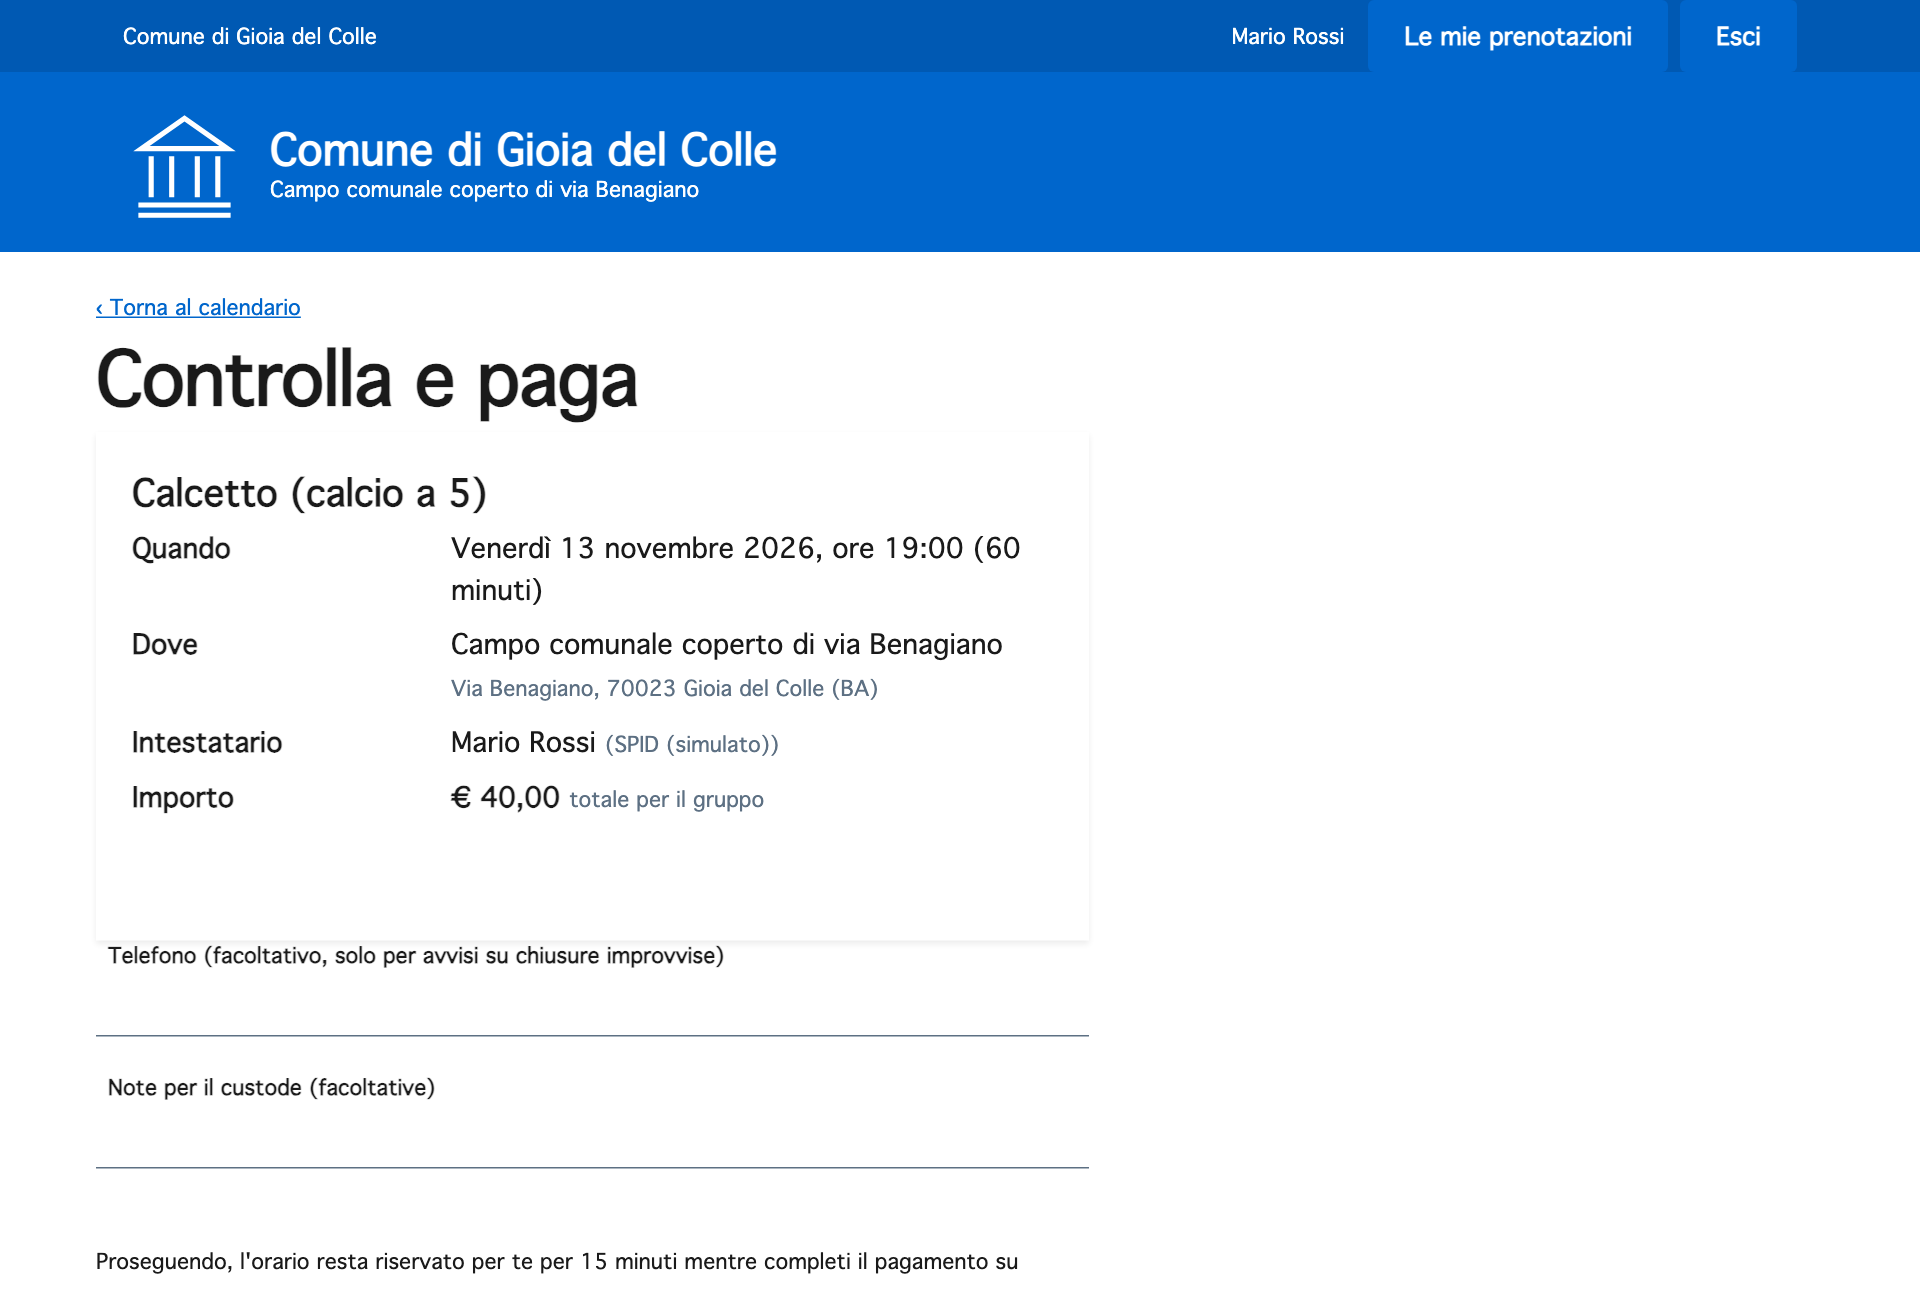 Comune di Gioia del Colle
Mario Rossi
Le mie prenotazioni
Esci
Comune di Gioia del Colle
Campo comunale coperto di via Benagiano
‹ Torna al calendario
Controlla e paga
Calcetto (calcio a 5)
Quando
Venerdì 13 novembre 2026, ore 19:00 (60
minuti)
Dove
Campo comunale coperto di via Benagiano
Via Benagiano, 70023 Gioia del Colle (BA)
Intestatario
Mario Rossi (SPID (simulato))
Importo
€ 40,00 totale per il gruppo
Telefono (facoltativo, solo per avvisi su chiusure improvvise)
Note per il custode (facoltative)
Proseguendo, l'orario resta riservato per te per 15 minuti mentre completi il pagamento su